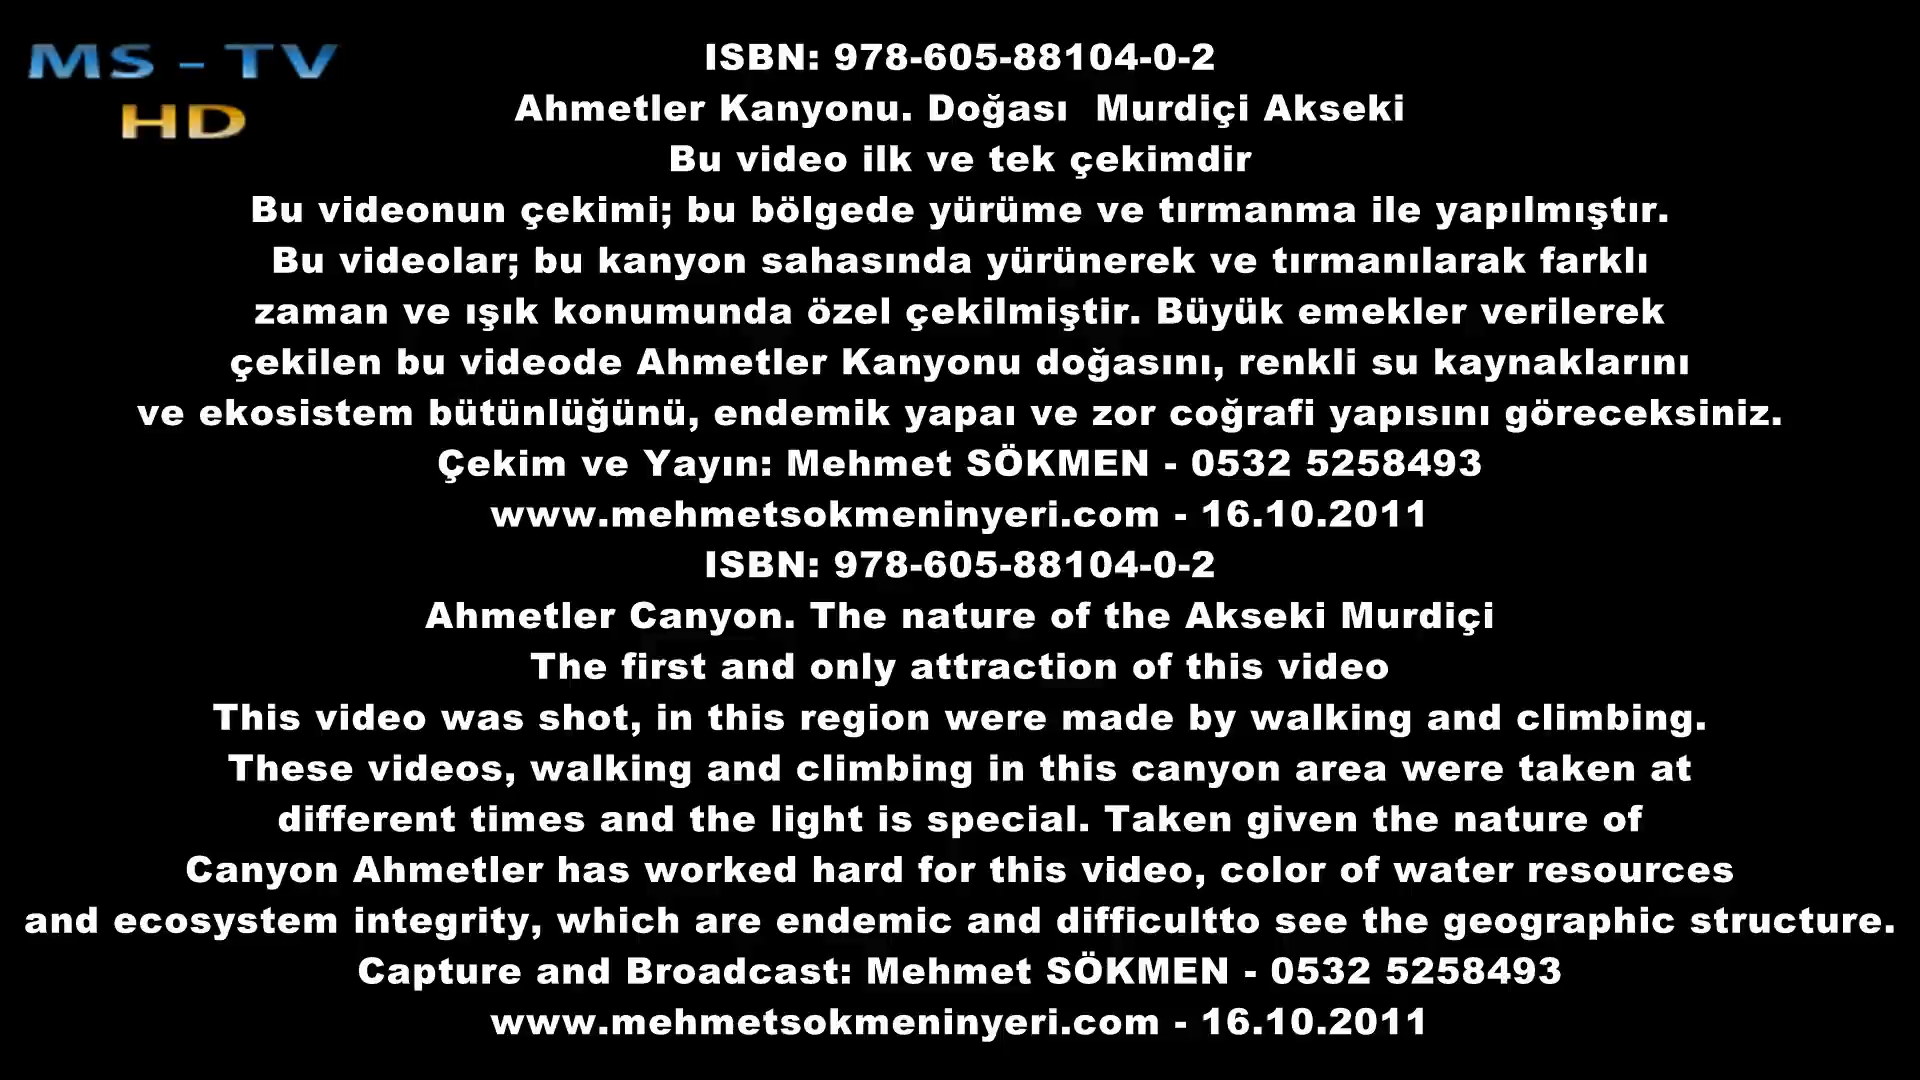 MS - TV
HD
ISBN: 978-605-88104-0-2
Ahmetler Kanyonu. Doğası  Murdiçi Akseki
Bu video ilk ve tek çekimdir
Bu videonun çekimi; bu bölgede yürüme ve tırmanma ile yapılmıştır.
Bu videolar; bu kanyon sahasında yürünerek ve tırmanılarak farklı
zaman ve ışık konumunda özel çekilmiştir. Büyük emekler verilerek
çekilen bu videode Ahmetler Kanyonu doğasını, renkli su kaynaklarını
ve ekosistem bütünlüğünü, endemik yapaı ve zor coğrafi yapısını göreceksiniz.
Çekim ve Yayın: Mehmet SÖKMEN - 0532 5258493
www.mehmetsokmeninyeri.com - 16.10.2011
ISBN: 978-605-88104-0-2
Ahmetler Canyon. The nature of the Akseki Murdiçi
The first and only attraction of this video
This video was shot, in this region were made by walking and climbing.
These videos, walking and climbing in this canyon area were taken at
different times and the light is special. Taken given the nature of
Canyon Ahmetler has worked hard for this video, color of water resources
and ecosystem integrity, which are endemic and difficultto see the geographic structure.
Capture and Broadcast: Mehmet SÖKMEN - 0532 5258493
www.mehmetsokmeninyeri.com - 16.10.2011